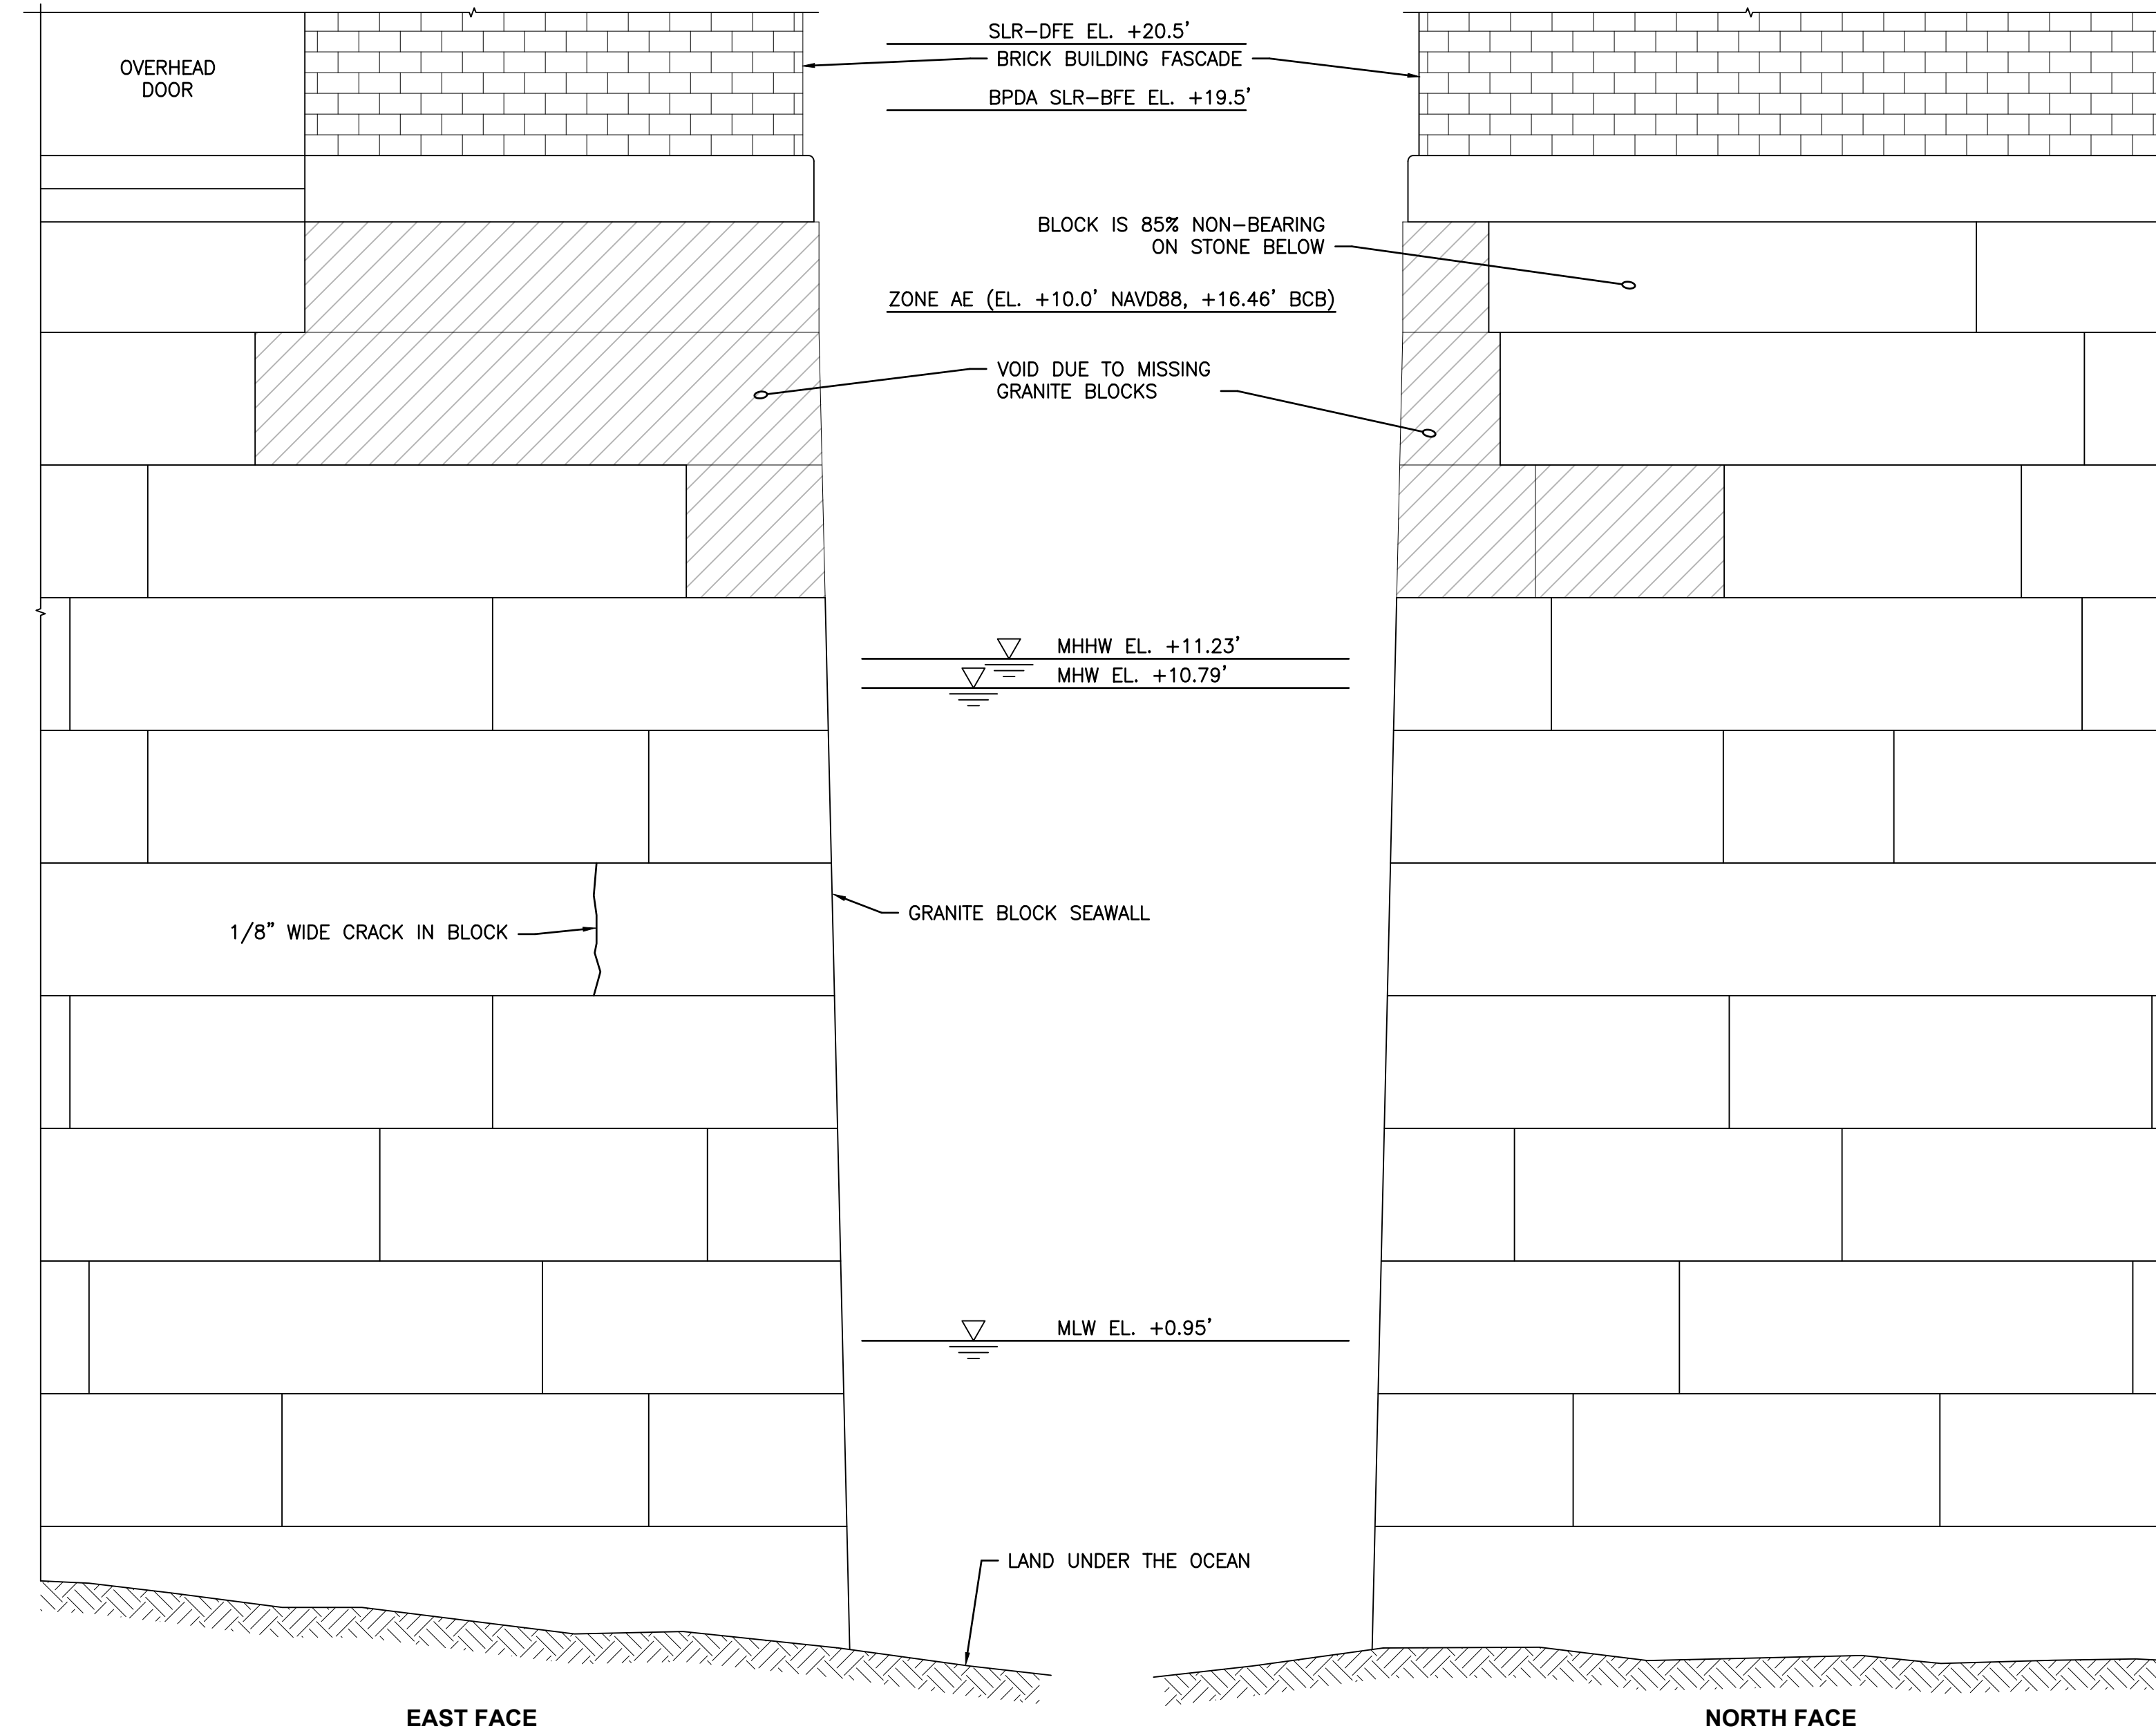 OVERHEAD
DOOR
SLR-DFE EL. +20.5'
BRICK BUILDING FASCADE
BPDA SLR-BFE EL. +19.5'
BLOCK IS 85% NON-BEARING
ON STONE BELOW
ZONE AE (EL. +10.0' NAVD88, +16.46' BCB)
VOID DUE TO MISSING
GRANITE BLOCKS
MHHW EL. +11.23'
MHW EL. +10.79'
GRANITE BLOCK SEAWALL
1/8" WIDE CRACK IN BLOCK
MLW EL. +0.95'
LAND UNDER THE OCEAN
EAST FACE
NORTH FACE